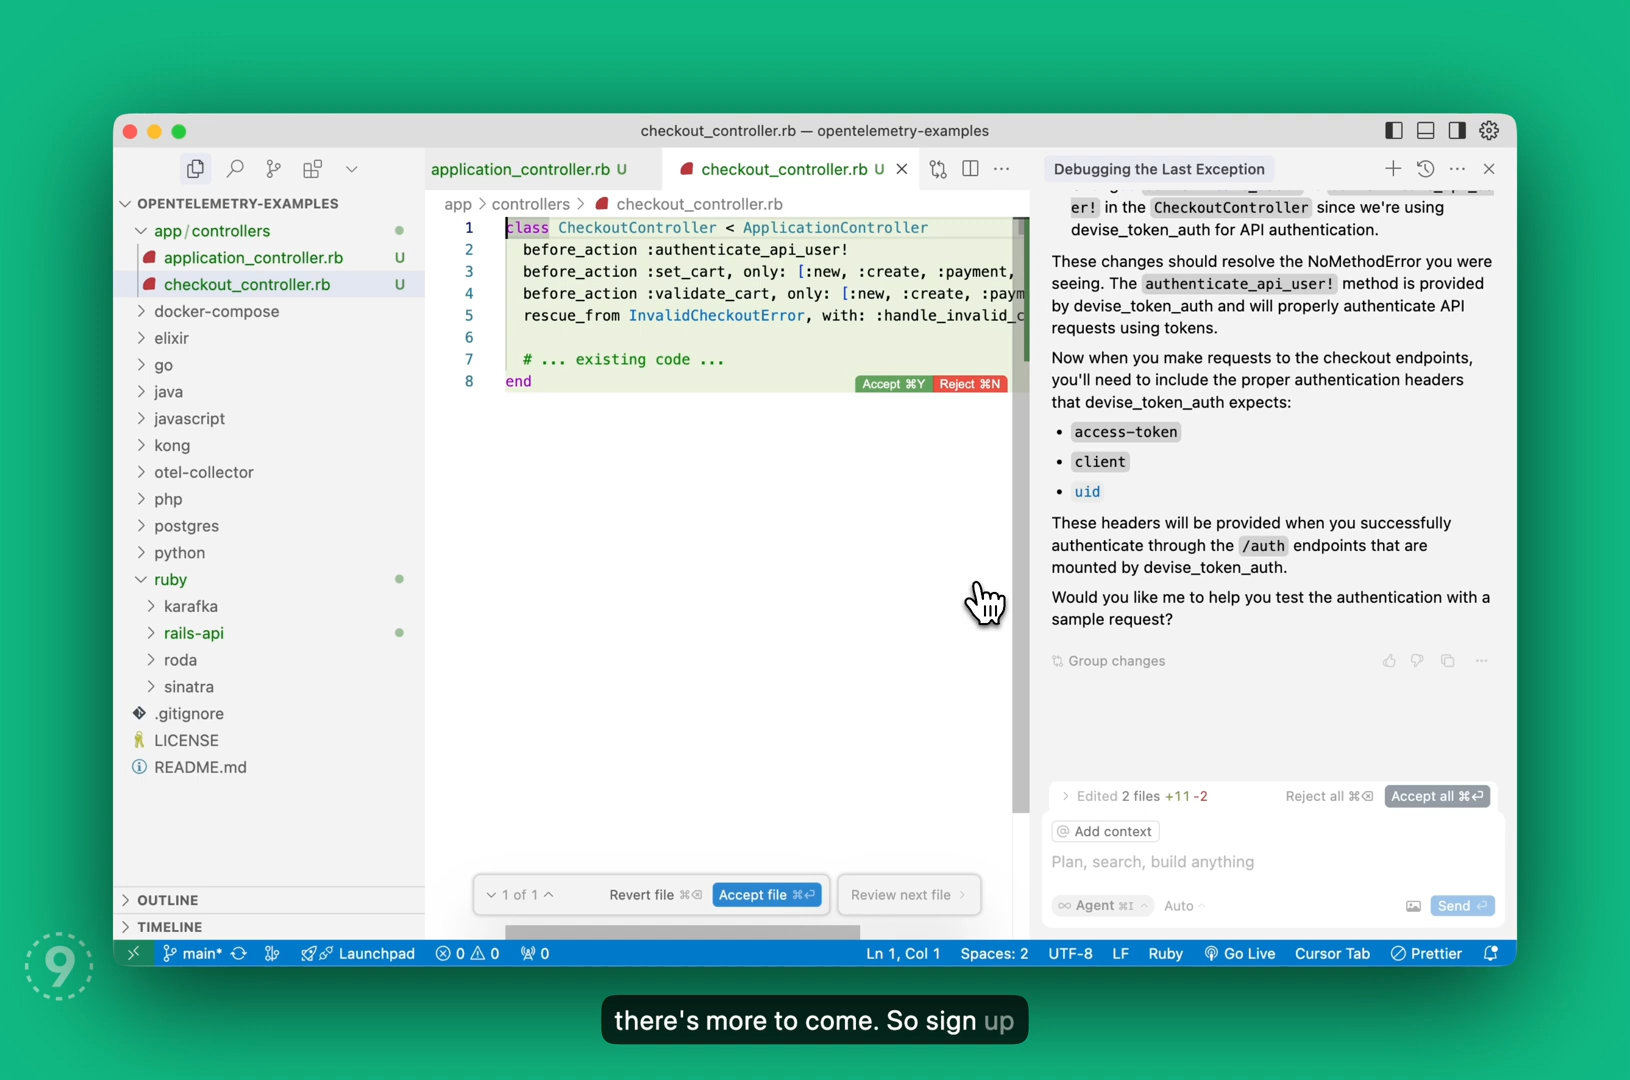 checkout_controller.rb — opentelemetry-examples
OPENTELEMETRY-EXAMPLES
app/controllers
application_controller.rb U
checkout_controller.rb U
docker-compose
elixir
go
java
javascript
kong
otel-collector
php
postgres
python
ruby
karafka
rails-api
roda
sinatra
.gitignore
LICENSE
README.md
OUTLINE
TIMELINE
application_controller.rb U
checkout_controller.rb U
app > controllers > checkout_controller.rb
1 class CheckoutController < ApplicationController
2 before_action :authenticate_api_user!
3 before_action :set_cart, only: [:new, :create, :payment,
4 before_action :validate_cart, only: [:new, :create, :paym
5 rescue_from InvalidCheckoutError, with: :handle_invalid_c
6
7 # ... existing code ...
8 end
Accept ⌘Y Reject ⌘N
1 of 1 Revert file ⌘⌫ Accept file ⌘⏎ Review next file >
Debugging the Last Exception
er! in the CheckoutController since we're using
devise_token_auth for API authentication.
These changes should resolve the NoMethodError you were
seeing. The authenticate_api_user! method is provided
by devise_token_auth and will properly authenticate API
requests using tokens.
Now when you make requests to the checkout endpoints,
you'll need to include the proper authentication headers
that devise_token_auth expects:
• access-token
• client
• uid
These headers will be provided when you successfully
authenticate through the /auth endpoints that are
mounted by devise_token_auth.
Would you like me to help you test the authentication with a
sample request?
Group changes
> Edited 2 files +11 -2 Reject all ⌘⌫ Accept all ⌘⏎
@ Add context
Plan, search, build anything
∞ Agent ⌘I Auto Send ⏎
main* Launchpad 0 0 0 Ln 1, Col 1 Spaces: 2 UTF-8 LF Ruby Go Live Cursor Tab Prettier
9
there's more to come. So sign up